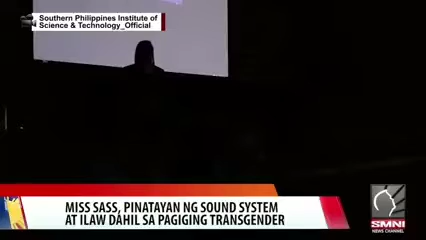 Southern Philippines Institute of
Science & Technology_Official
MISS SASS, PINATAYAN NG SOUND SYSTEM
AT ILAW DAHIL SA PAGIGING TRANSGENDER
SMNI
NEWS CHANNEL